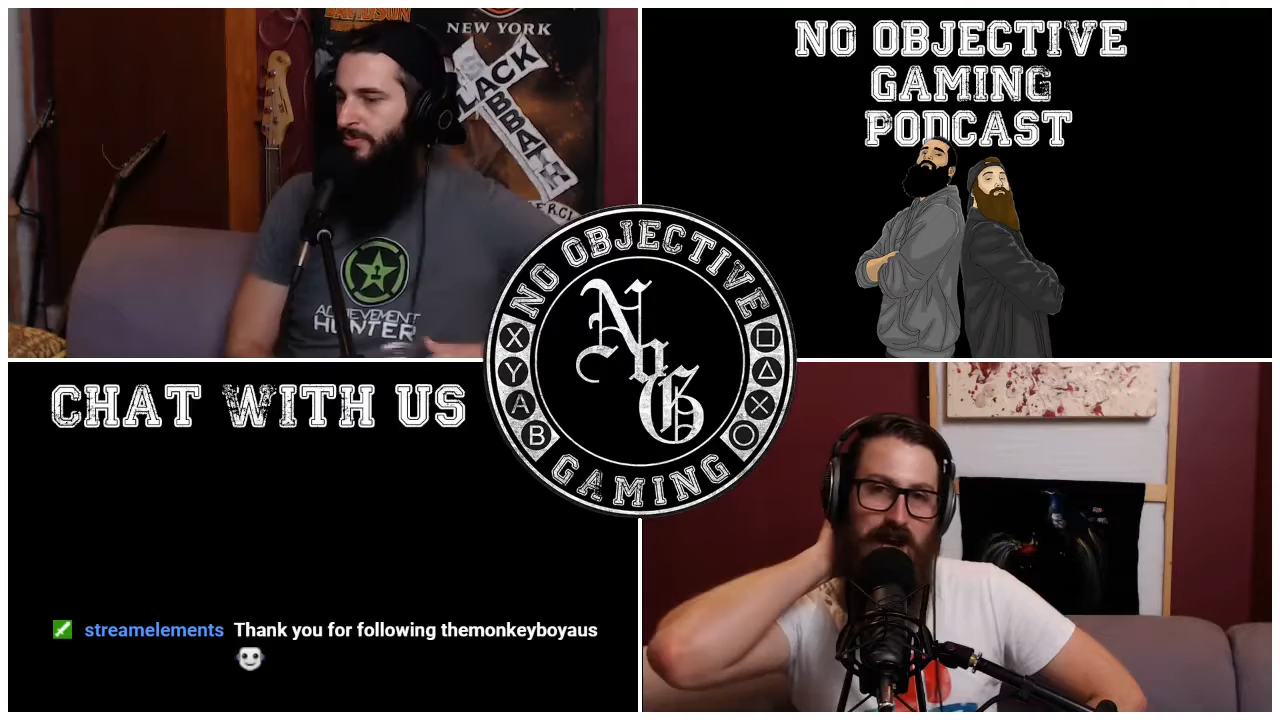 DAVIDSON
NEW YORK
BLACK
SABBATH
ACHIEVEMENT
HUNTER
NO OBJECTIVE
GAMING
PODCAST
NO OBJECTIVE
NoG
X
Y
A
B
GAMING
CHAT WITH US
streamelements Thank you for following themonkeyboyaus